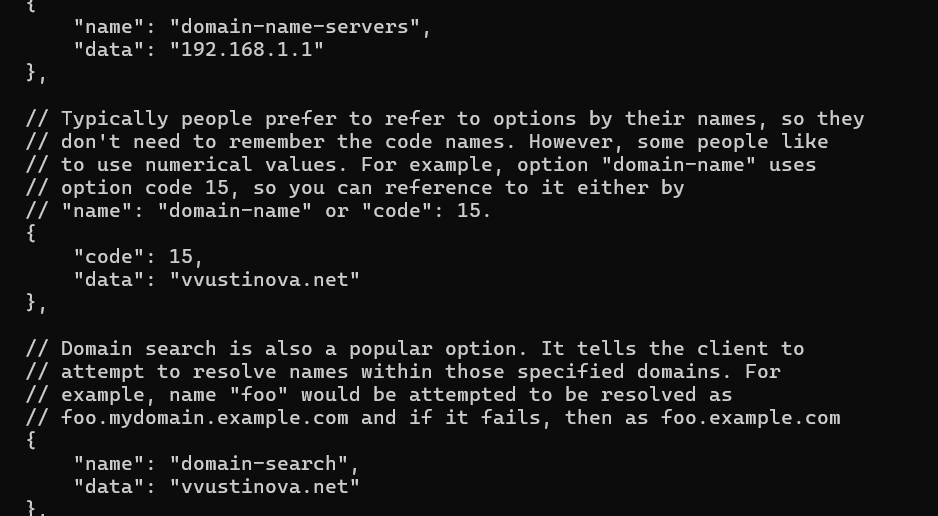 {
    "name": "domain-name-servers",
    "data": "192.168.1.1"
},

// Typically people prefer to refer to options by their names, so they
// don't need to remember the code names. However, some people like
// to use numerical values. For example, option "domain-name" uses
// option code 15, so you can reference to it either by
// "name": "domain-name" or "code": 15.
{
    "code": 15,
    "data": "vvustinova.net"
},

// Domain search is also a popular option. It tells the client to
// attempt to resolve names within those specified domains. For
// example, name "foo" would be attempted to be resolved as
// foo.mydomain.example.com and if it fails, then as foo.example.com
{
    "name": "domain-search",
    "data": "vvustinova.net"
},